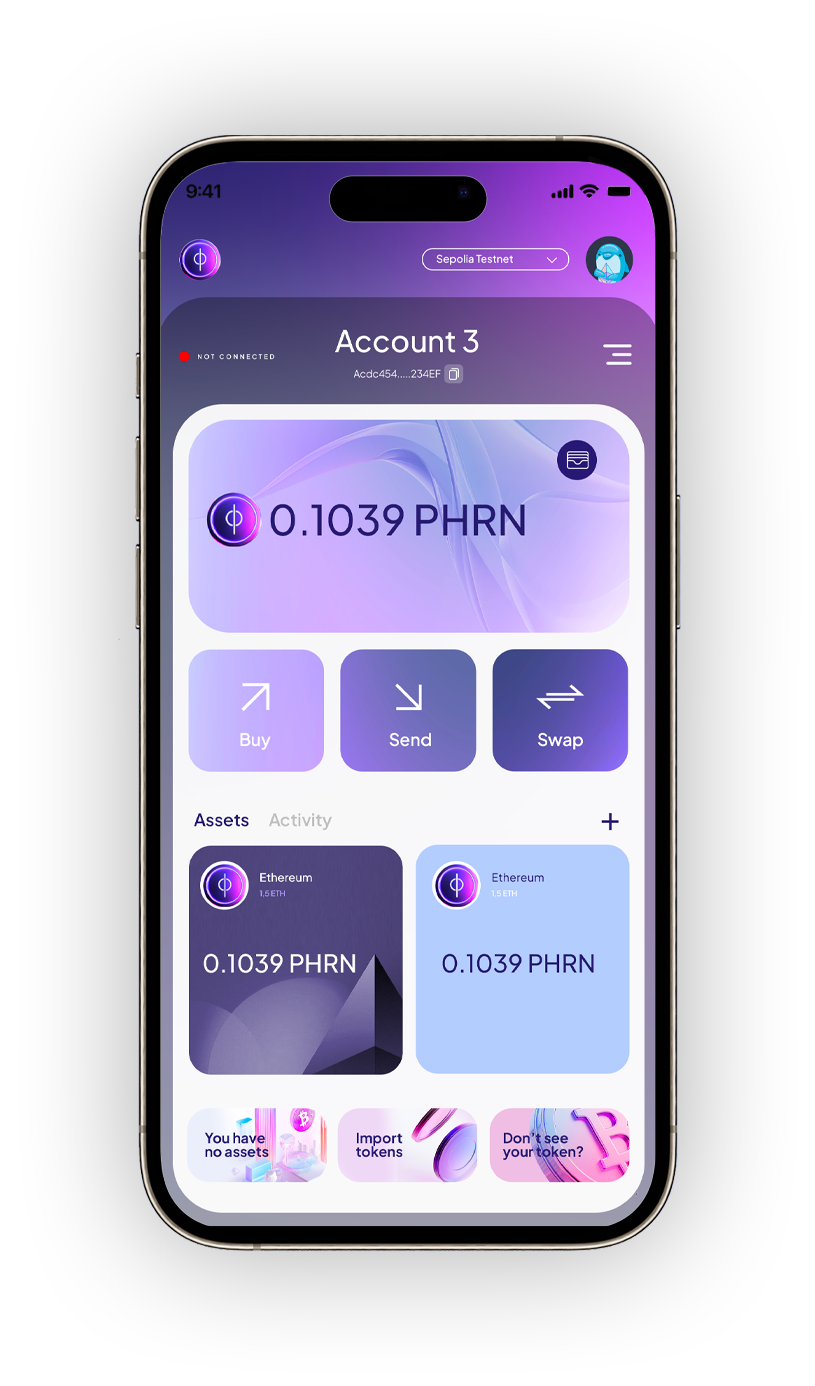 9:41
Sepolia Testnet
NOT CONNECTED
Account 3
Acdc454.....234EF
0.1039 PHRN
Buy
Send
Swap
Assets
Activity
Ethereum
1,5 ETH
0.1039 PHRN
Ethereum
1,5 ETH
0.1039 PHRN
You have
no assets
Import
tokens
Don't see
your token?